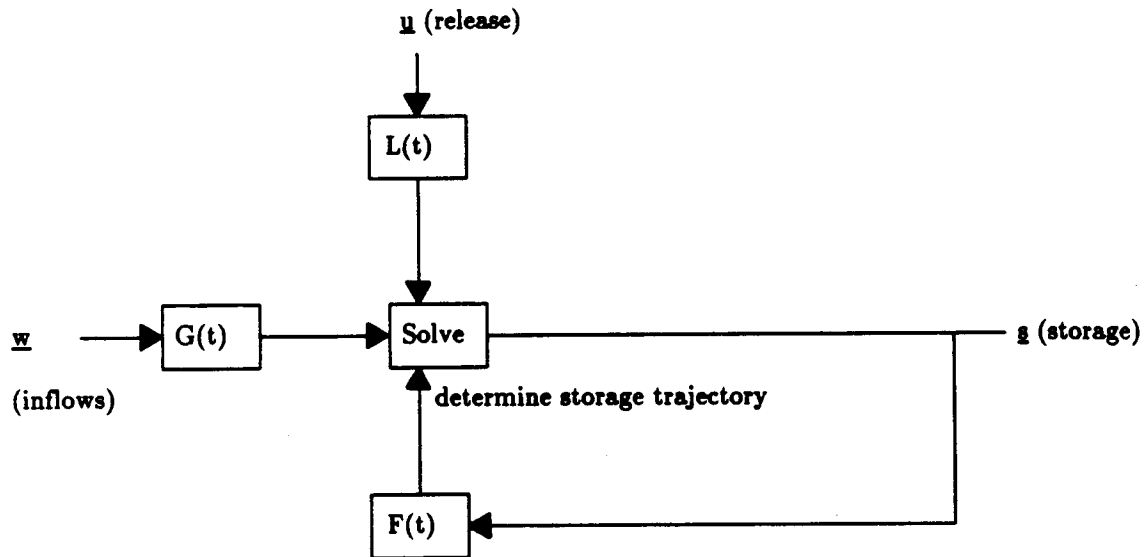 u (release)
L(t)
w
G(t)
Solve
s (storage)
(inflows)
determine storage trajectory
F(t)